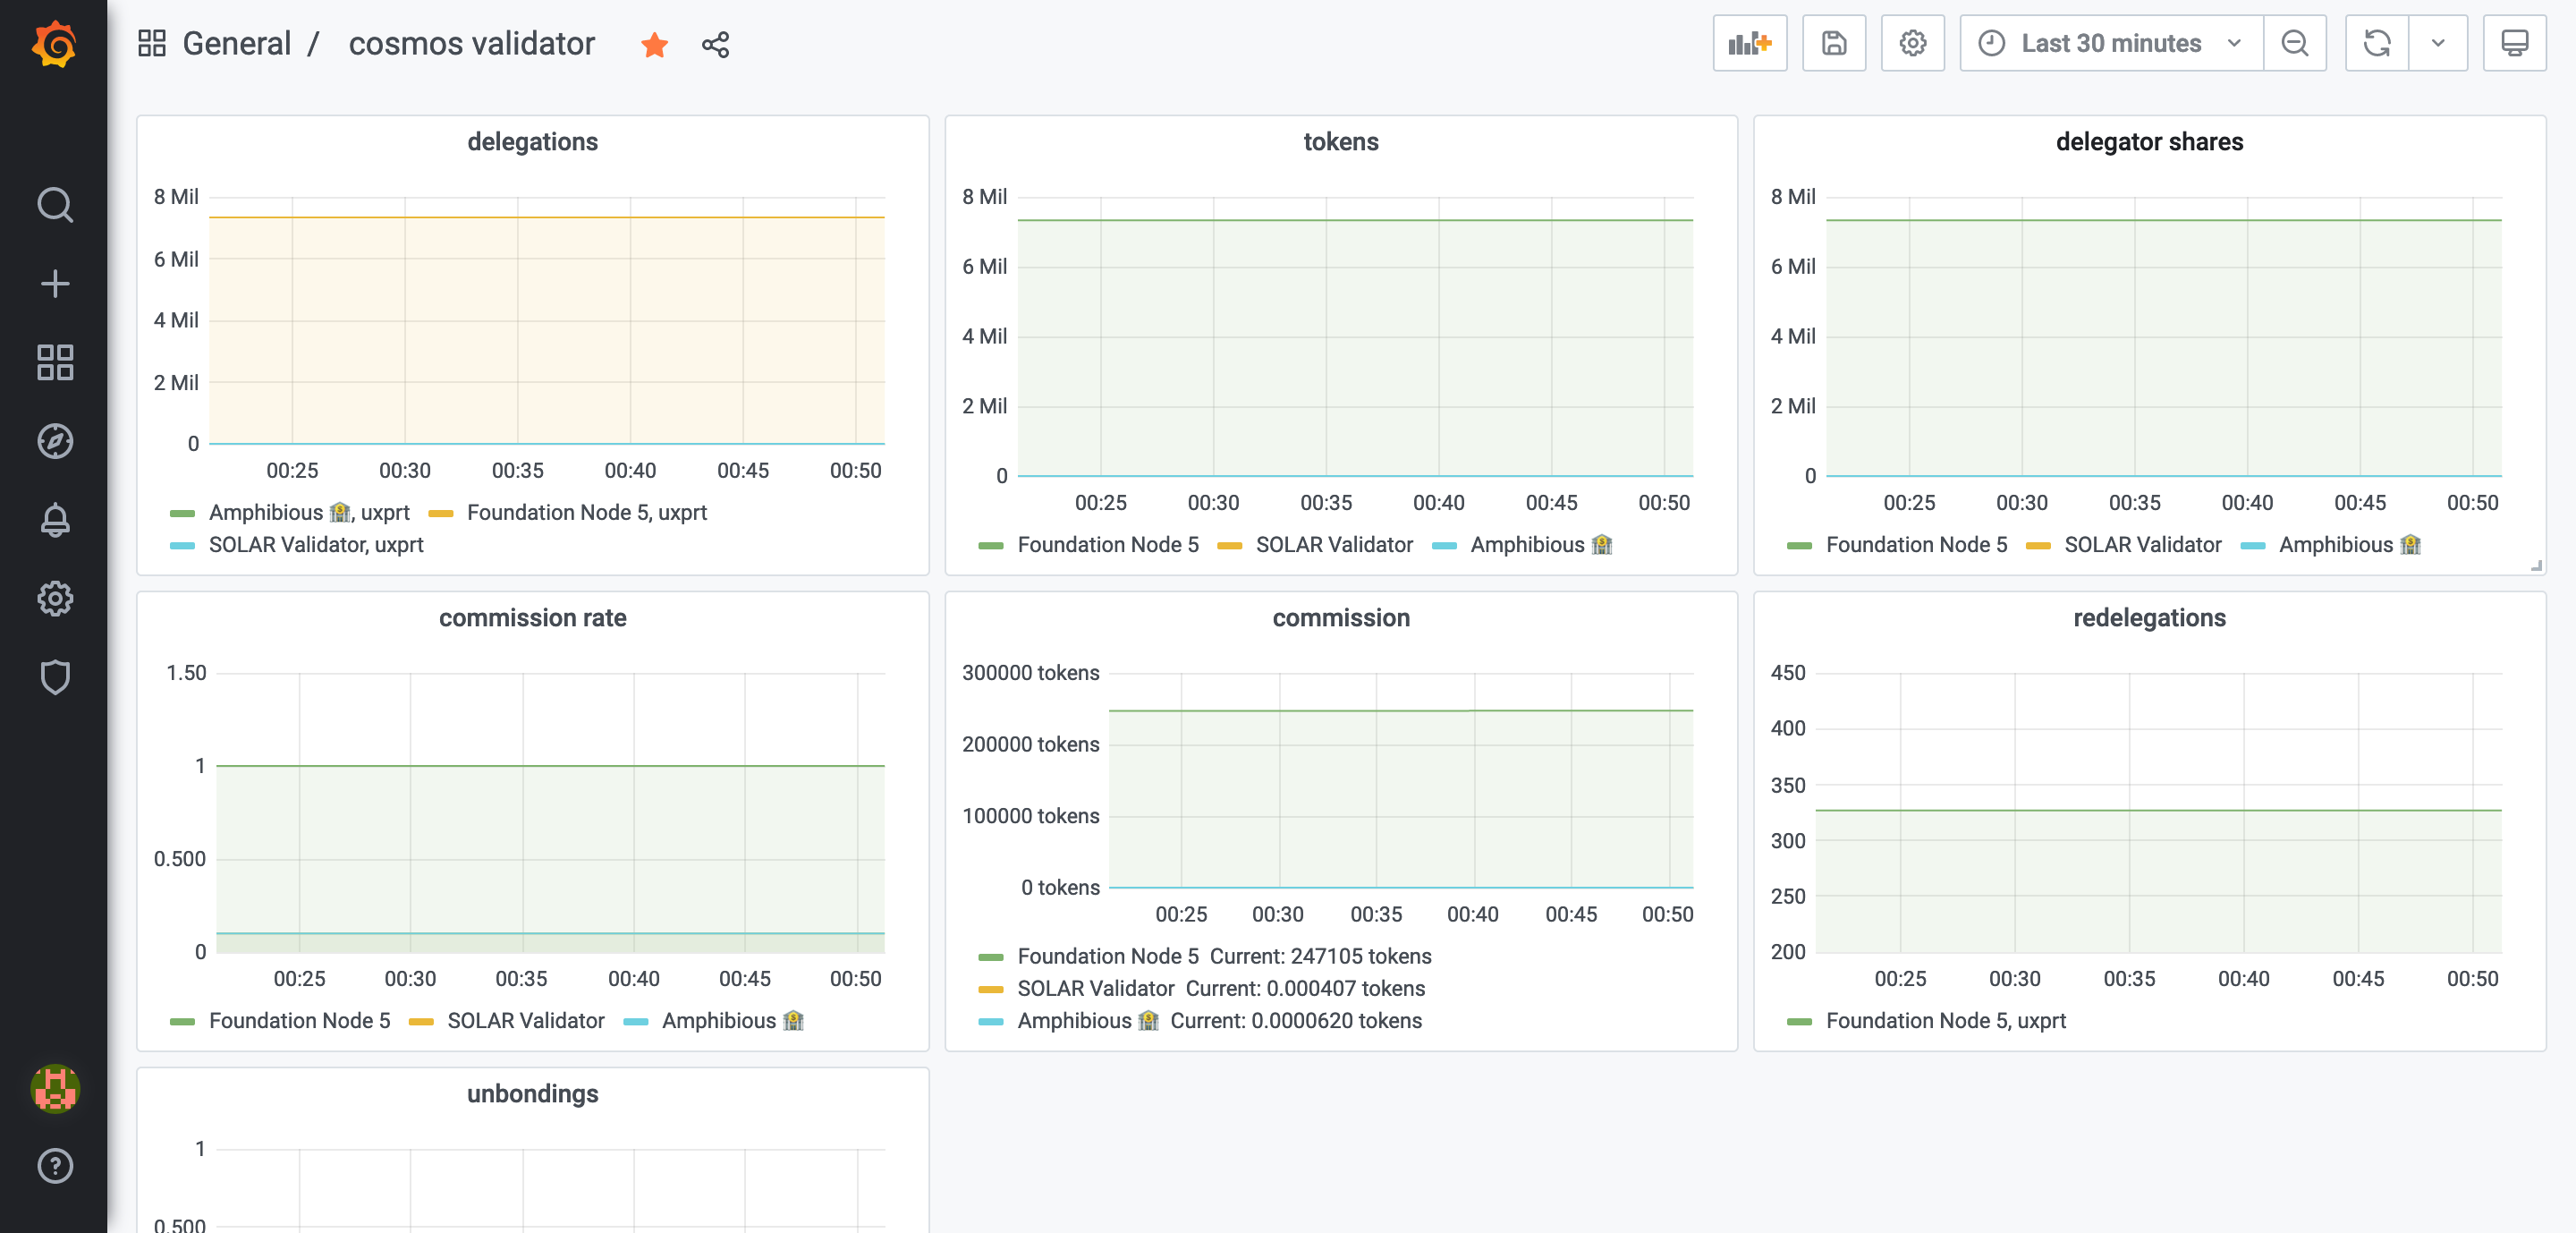 General / cosmos validator
Last 30 minutes
delegations
8 Mil
6 Mil
4 Mil
2 Mil
0
00:25 00:30 00:35 00:40 00:45 00:50
Amphibious 🏦, uxprt Foundation Node 5, uxprt
SOLAR Validator, uxprt
tokens
8 Mil
6 Mil
4 Mil
2 Mil
0
00:25 00:30 00:35 00:40 00:45 00:50
Foundation Node 5 SOLAR Validator Amphibious 🏦
delegator shares
8 Mil
6 Mil
4 Mil
2 Mil
0
00:25 00:30 00:35 00:40 00:45 00:50
Foundation Node 5 SOLAR Validator Amphibious 🏦
commission rate
1.50
1
0.500
0
00:25 00:30 00:35 00:40 00:45 00:50
Foundation Node 5 SOLAR Validator Amphibious 🏦
commission
300000 tokens
200000 tokens
100000 tokens
0 tokens
00:25 00:30 00:35 00:40 00:45 00:50
Foundation Node 5 Current: 247105 tokens
SOLAR Validator Current: 0.000407 tokens
Amphibious 🏦 Current: 0.0000620 tokens
redelegations
450
400
350
300
250
200
00:25 00:30 00:35 00:40 00:45 00:50
Foundation Node 5, uxprt
unbondings
1
0.500